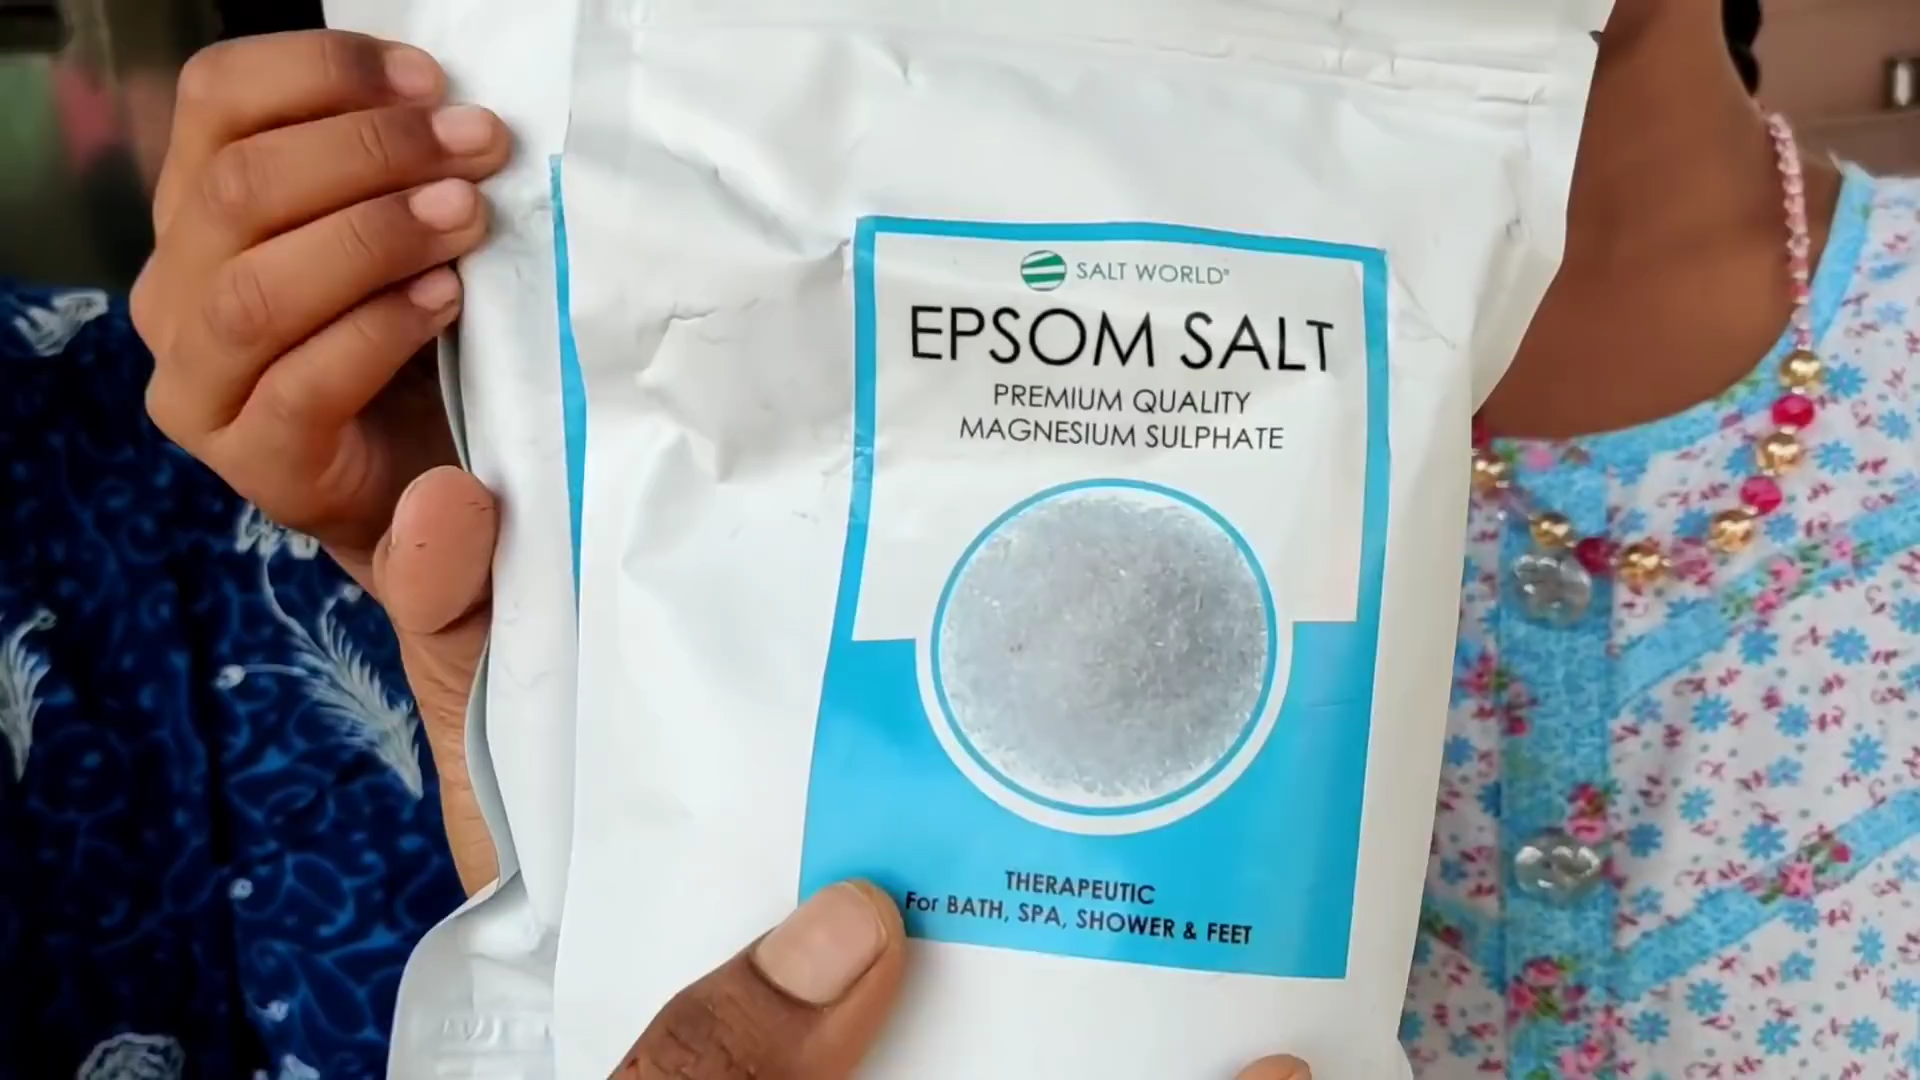 SALT WORLD®
EPSOM SALT
PREMIUM QUALITY
MAGNESIUM SULPHATE
THERAPEUTIC
For BATH, SPA, SHOWER & FEET